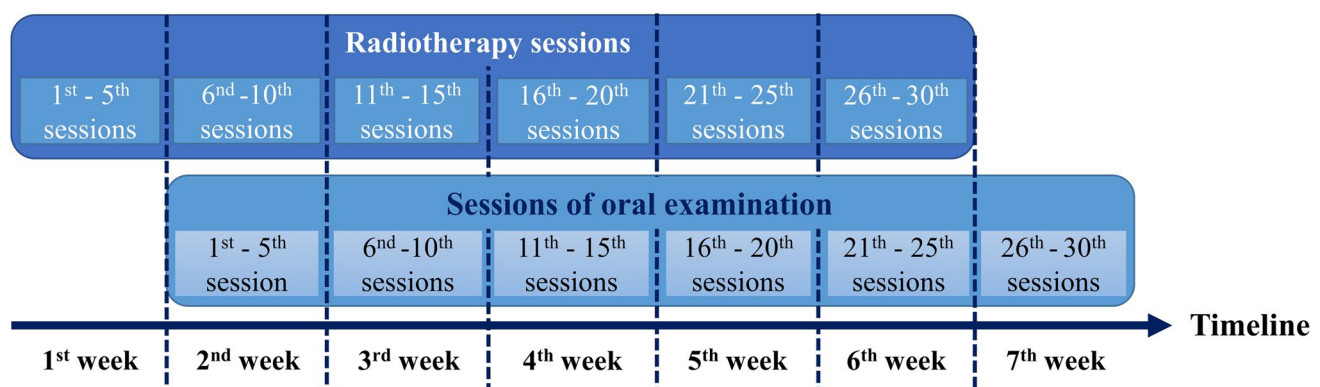 Radiotherapy sessions
1st - 5th
sessions
6nd -10th
sessions
11th - 15th
sessions
16th - 20th
sessions
21th - 25th
sessions
26th - 30th
sessions
Sessions of oral examination
1st - 5th
session
6nd -10th
sessions
11th - 15th
sessions
16th - 20th
sessions
21th - 25th
sessions
26th - 30th
sessions
Timeline
1st week
2nd week
3rd week
4th week
5th week
6th week
7th week